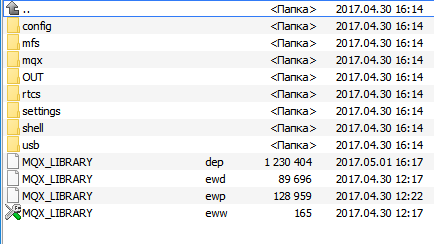 .. <Папка> 2017.04.30 16:14
config <Папка> 2017.04.30 16:14
mfs <Папка> 2017.04.30 16:14
mqx <Папка> 2017.04.30 16:14
OUT <Папка> 2017.04.30 16:14
rtcs <Папка> 2017.04.30 16:14
settings <Папка> 2017.04.30 16:14
shell <Папка> 2017.04.30 16:14
usb <Папка> 2017.04.30 16:14
MQX_LIBRARY dep 1 230 404 2017.05.01 16:17
MQX_LIBRARY ewd 89 696 2017.04.30 12:17
MQX_LIBRARY ewp 128 959 2017.04.30 12:22
MQX_LIBRARY eww 165 2017.04.30 12:17